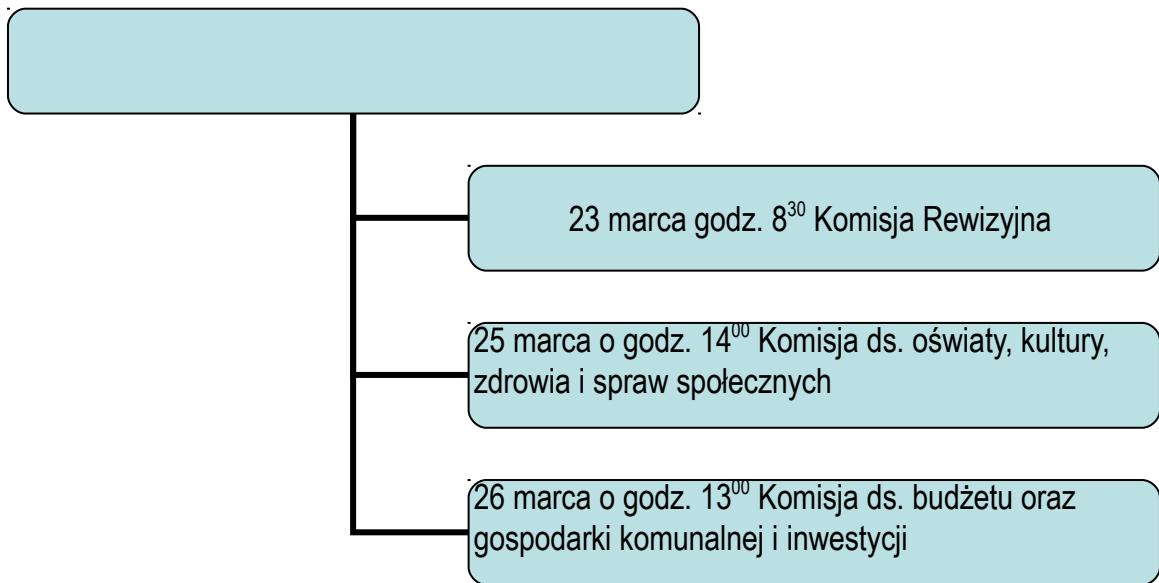 23 marca godz. 8³⁰ Komisja Rewizyjna
25 marca o godz. 14⁰⁰ Komisja ds. oświaty, kultury,
zdrowia i spraw społecznych
26 marca o godz. 13⁰⁰ Komisja ds. budżetu oraz
gospodarki komunalnej i inwestycji